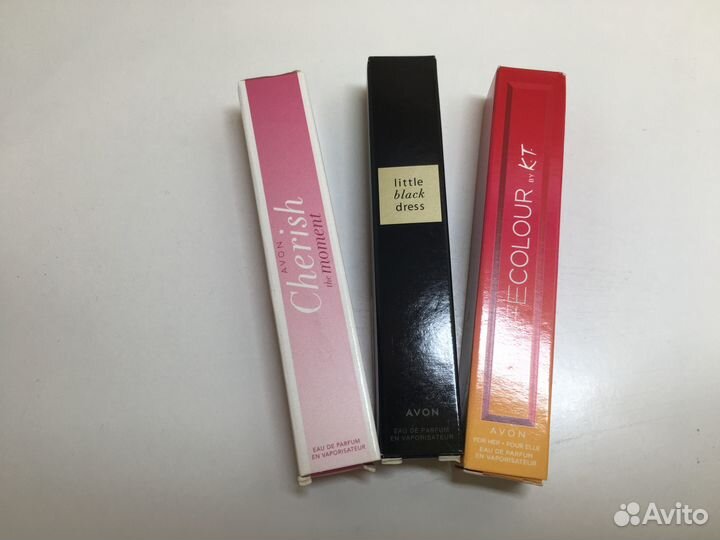 AVON
Cherish
the moment
EAU DE PARFUM
EN VAPORISATEUR
little
black
dress
AVON
EAU DE PARFUM
EN VAPORISATEUR
COLOUR BY K.T.
AVON
FOR HER • POUR ELLE
EAU DE PARFUM
EN VAPORISATEUR
Avito